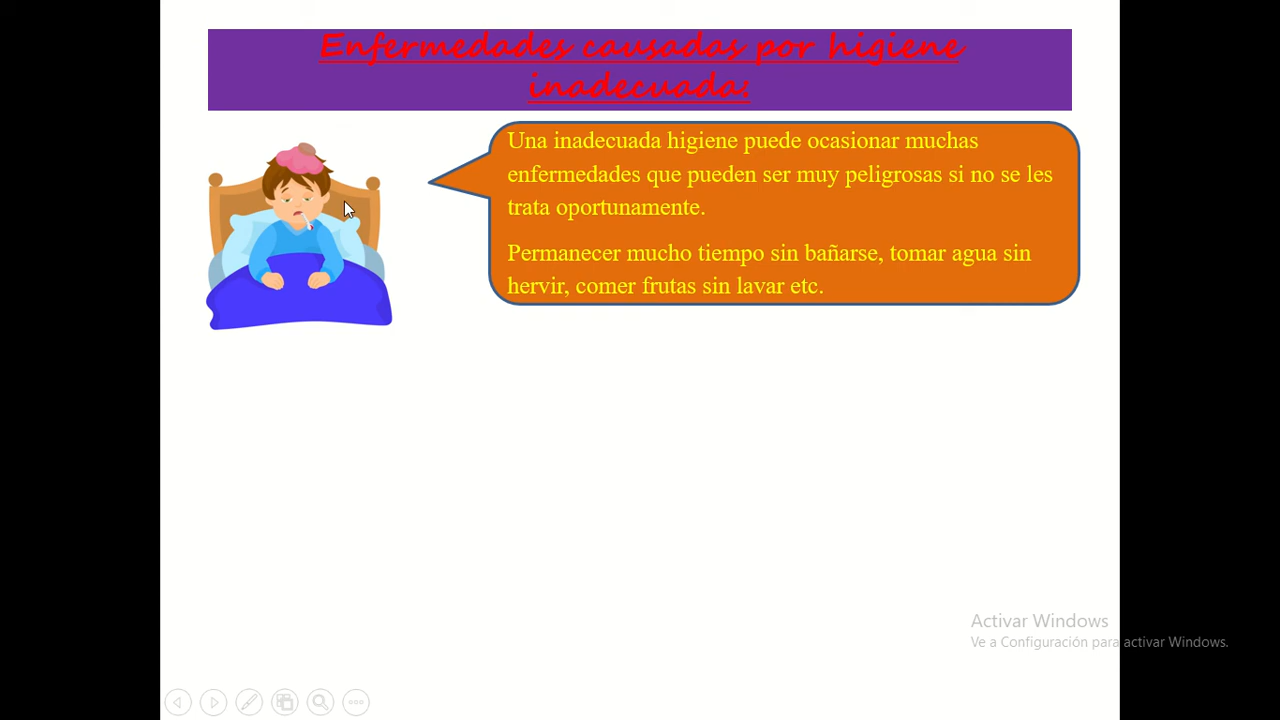 Enfermedades causadas por higiene
inadecuada:
Una inadecuada higiene puede ocasionar muchas
enfermedades que pueden ser muy peligrosas si no se les
trata oportunamente.
Permanecer mucho tiempo sin bañarse, tomar agua sin
hervir, comer frutas sin lavar etc.
Activar Windows
Ve a Configuración para activar Windows.